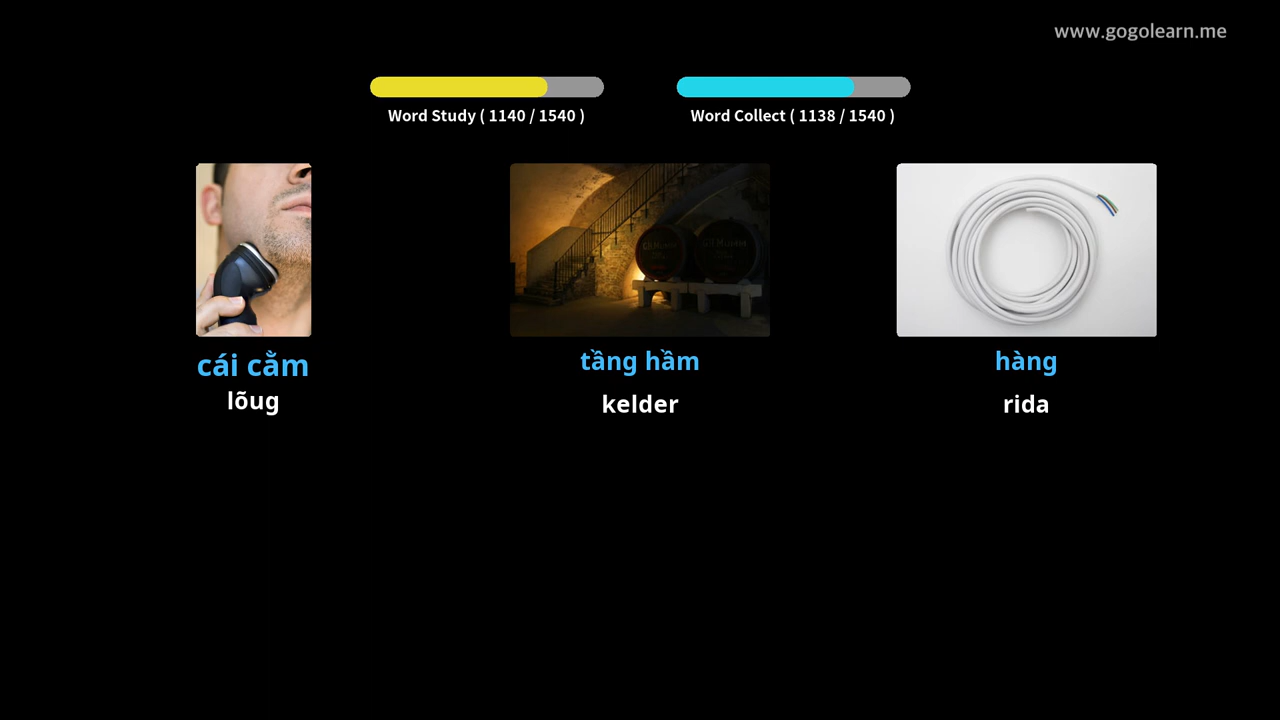 www.gogolearn.me
Word Study ( 1140 / 1540 )
Word Collect ( 1138 / 1540 )
cái cằm
lõug
tầng hầm
kelder
hàng
rida